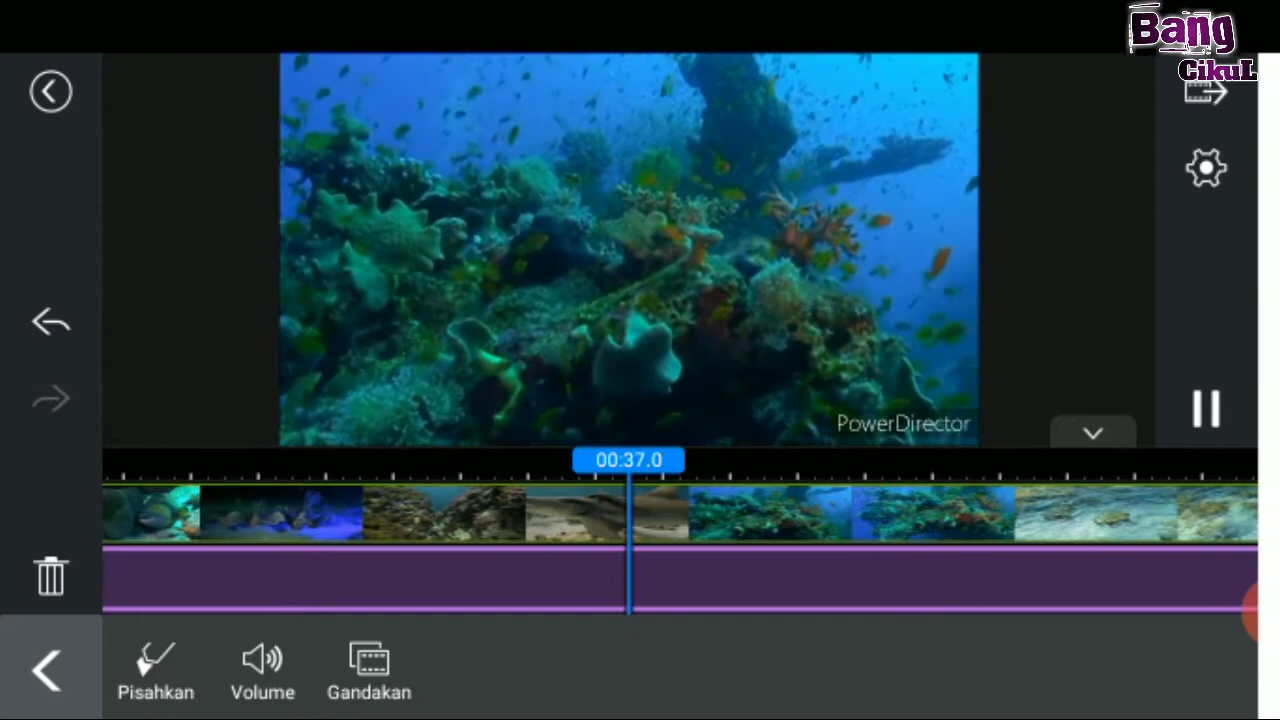 Bang
CikuL
PowerDirector
00:37.0
Pisahkan
Volume
Gandakan